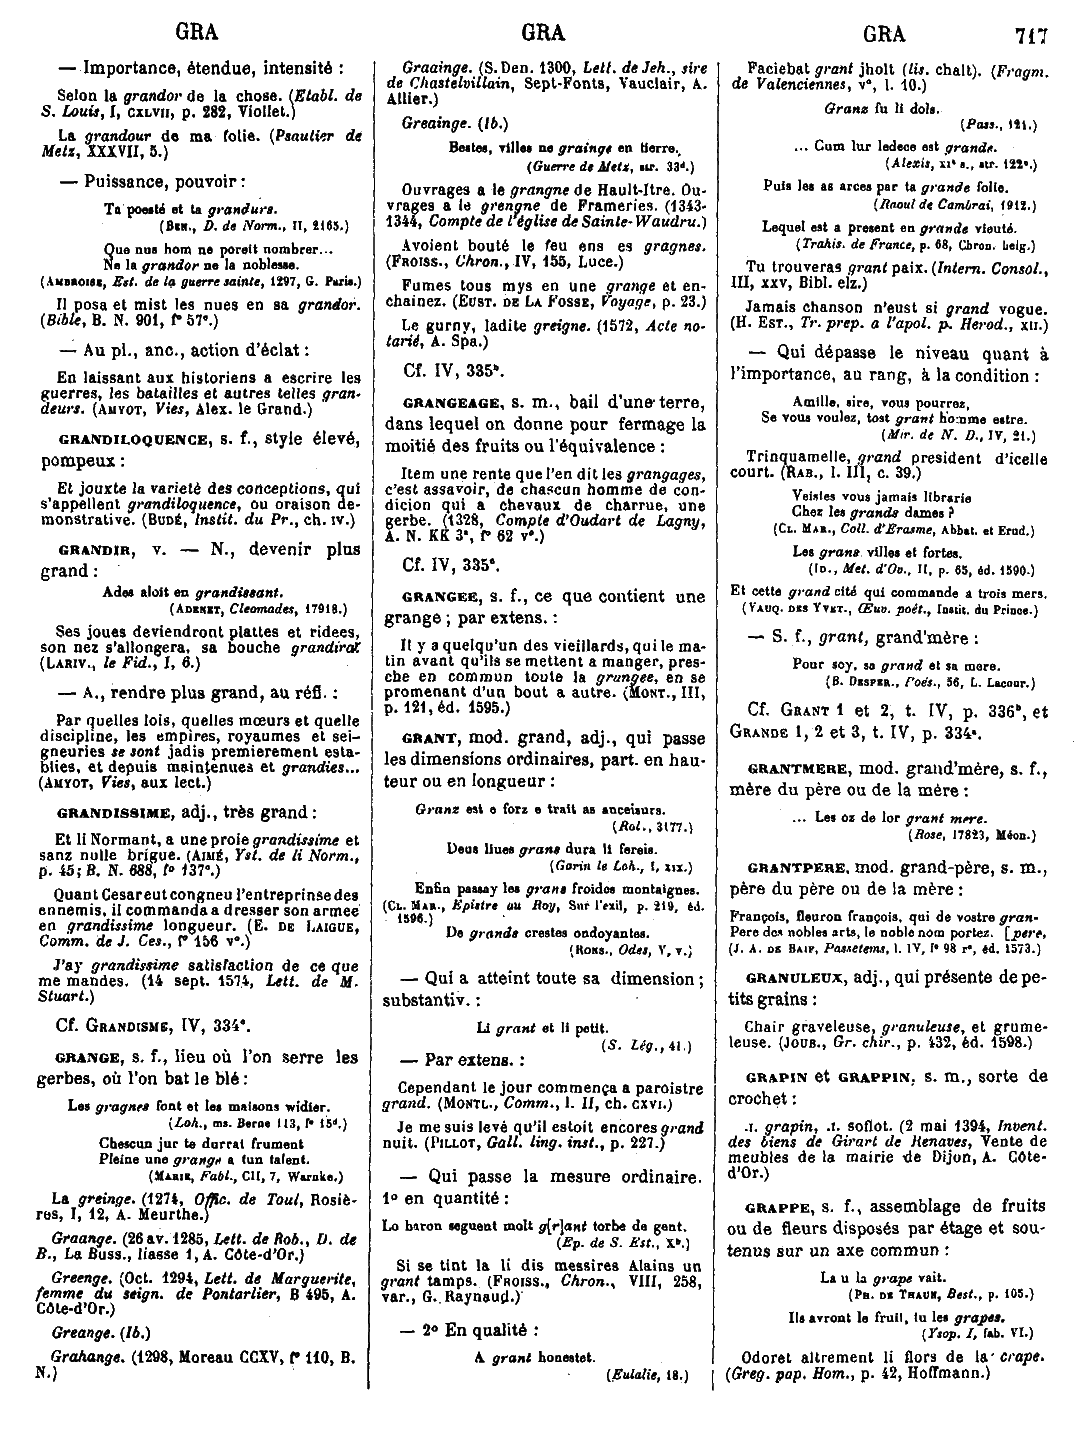 GRA
— Importance, étendue, intensité :
Selon la grandor de la chose. (Etabl. de
S. Louis, I, CXLVII, p. 282, Viollet.)
La grandour de ma folie. (Psautier de
Metz, XXXVII, 5.)
— Puissance, pouvoir :
Ta poesté et ta grandurs.
(BEN., D. de Norm., II, 2165.)
Que nus hom ne poreit nombrer...
Ne la grandor ne la noblesse.
(AMBROISE, Est. de la guerre sainte, 1297, G. Paris.)
Il posa et mist les nues en sa grandor.
(Bible, B. N. 901, f° 57ᵉ.)
— Au pl., anc., action d'éclat :
En laissant aux historiens a escrire les
guerres, les batailles et autres telles gran-
deurs. (AMYOT, Vies, Alex. le Grand.)
GRANDILOQUENCE, s. f., style élevé,
pompeux :
Et jouxte la varieté des conceptions, qui
s'appellent grandiloquence, ou oraison de-
monstrative. (BUDÉ, Instit. du Pr., ch. IV.)
GRANDIR, v. — N., devenir plus
grand :
Ades aloit en grandissant.
(ADENET, Cleomades, 17918.)
Ses joues deviendront plattes et ridees,
son nez s'allongera, sa bouche grandira
(LARIV., le Fid., I, 6.)
— A., rendre plus grand, au réfl. :
Par quelles lois, quelles mœurs et quelle
discipline, les empires, royaumes et sei-
gneuries se sont jadis premierement esta-
blies, et depuis maintenues et grandies...
(AMYOT, Vies, aux lect.)
GRANDISSIME, adj., très grand :
Et li Normant, a une proie grandissime et
sanz nulle brigue. (AIMÉ, Yst. de li Norm.,
p. 45; B. N. 688, f° 137ᵉ.)
Quant Cesar eut congneu l'entreprinse des
ennemis, il commanda a dresser son armee
en grandissime longueur. (E. DE LAIGUE,
Comm. de J. Ces., f° 156 v°.)
J'ay grandissime satisfaction de ce que
me mandes. (14 sept. 1574, Lett. de M.
Stuart.)
Cf. GRANDISME, IV, 334ᵃ.
GRANGE, s. f., lieu où l'on serre les
gerbes, où l'on bat le blé :
Les gragnes font et les maisons widier.
(Loh., ms. Berne 113, f° 15ᵈ.)
Chescun jur te durrai frument
Pleine une grange a tun talent.
(MARIE, Fabl., CII, 7, Warnke.)
La greinge. (1274, Offic. de Toul, Rosiè-
res, I, 12, A. Meurthe.)
Graange. (26 av. 1285, Lett. de Rob., D. de
B., La Buss., liasse 1, A. Côte-d'Or.)
Greenge. (Oct. 1294, Lett. de Marguerite,
femme du seign. de Pontarlier, B 495, A.
Côte-d'Or.)
Greange. (Ib.)
Grahange. (1298, Moreau CCXV, f° 110, B.
N.)
GRA
Graainge. (S. Den. 1300, Lett. de Jeh., sire
de Chastelvillain, Sept-Fonts, Vauclair, A.
Allier.)
Greainge. (Ib.)
Bestes, villes ne grainge en tierre.
(Guerre de Metz, str. 33ᵈ.)
Ouvrages a le grangne de Hault-Itre. Ou-
vrages a le grengne de Frameries. (1343-
1344, Compte de l'église de Sainte-Waudru.)
Avoient bouté le feu ens es gragnes.
(FROISS., Chron., IV, 155, Luce.)
Fumes tous mys en une grange et en-
chainez. (EUST. DE LA FOSSE, Voyage, p. 23.)
Le gurny, ladite greigne. (1572, Acte no-
tarié, A. Spa.)
Cf. IV, 335ᵇ.
GRANGEAGE, s. m., bail d'une terre,
dans lequel on donne pour fermage la
moitié des fruits ou l'équivalence :
Item une rente que l'en dit les grangages,
c'est assavoir, de chascun homme de con-
dicion qui a chevaux de charrue, une
gerbe. (1328, Compte d'Oudart de Lagny,
A. N. KK 3ᵃ, f° 62 v°.)
Cf. IV, 335ᵃ.
GRANGEE, s. f., ce que contient une
grange ; par extens. :
Il y a quelqu'un des vieillards, qui le ma-
tin avant qu'ils se mettent a manger, pres-
che en commun toute la grangee, en se
promenant d'un bout a autre. (MONT., III,
p. 121, éd. 1595.)
GRANT, mod. grand, adj., qui passe
les dimensions ordinaires, part. en hau-
teur ou en longueur :
Granz est e forz e trait as anceisurs.
(Rol., 3177.)
Deus liues grans dura li fereis.
(Garin le Loh., I, XIX.)
Enfin passay les grans froides montaignes.
(CL. MAR., Epistre au Roy, Sur l'exil, p. 219, éd.
1596.)
De grande crestes ondoyantes.
(RONS., Odes, V, v.)
— Qui a atteint toute sa dimension ;
substantiv. :
Li grant et li petit.
(S. Lég., 41.)
— Par extens. :
Cependant le jour commença a paroistre
grand. (MONTL., Comm., l. II, ch. CXVI.)
Je me suis levé qu'il estoit encores grand
nuit. (PILLOT, Gall. ling. inst., p. 227.)
— Qui passe la mesure ordinaire.
1° en quantité :
Lo baron seguent molt g[r]ant torbe de gent.
(Ep. de S. Est., Xᵇ.)
Si se tint la li dis messires Alains un
grant tamps. (FROISS., Chron., VIII, 258,
var., G. Raynaud.)
— 2° En qualité :
A grant honestet.
(Eulalie, 18.)
GRA 717
Faciebat grant jholt (lis. chalt). (Fragm.
de Valenciennes, v°, l. 10.)
Granz fu li dols.
(Pass., 121.)
... Cum lur ledece est grande.
(Alexis, XIᵉ s., str. 122ᵉ.)
Puis les as arces par ta grande folie.
(Raoul de Cambrai, 1912.)
Lequel est a present en grande vieuté.
(Trahis. de France, p. 68, Chron. belg.)
Tu trouveras grant paix. (Intern. Consol.,
III, XXV, Bibl. elz.)
Jamais chanson n'eust si grand vogue.
(H. EST., Tr. prep. a l'apol. p. Herod., XII.)
— Qui dépasse le niveau quant à
l'importance, au rang, à la condition :
Amille, sire, vous pourrez,
Se vous voulez, tost grant homme estre.
(Mir. de N. D., IV, 21.)
Trinquamelle, grand president d'icelle
court. (RAB., l. III, c. 39.)
Veistes vous jamais librarie
Chez les grands dames ?
(CL. MAR., Coll. d'Erasme, Abbat. et Erud.)
Les grans villes et fortes.
(ID., Met. d'Ov., II, p. 65, éd. 1590.)
Et cette grand cité qui commande a trois mers.
(VAUQ. DES YVET., Œuv. poét., Instit. du Prince.)
— S. f., grant, grand'mère :
Pour soy, sa grand et sa mere.
(B. DESPER., Poés., 56, L. Lacour.)
Cf. GRANT 1 et 2, t. IV, p. 336ᵇ, et
GRANDE 1, 2 et 3, t. IV, p. 334ᵃ.
GRANTMERE, mod. grand'mère, s. f.,
mère du père ou de la mère :
... Les oz de lor grant mere.
(Rose, 17823, Méon.)
GRANTPERE, mod. grand-père, s. m.,
père du père ou de la mère :
François, fleuron françois, qui de vostre gran-
Pere des nobles arts, le noble nom portez. [pere,
(J. A. DE BAIF, Passetems, l. IV, f° 98 r°, éd. 1573.)
GRANULEUX, adj., qui présente de pe-
tits grains :
Chair graveleuse, granuleuse, et grume-
leuse. (JOUB., Gr. chir., p. 432, éd. 1598.)
GRAPIN et GRAPPIN, s. m., sorte de
crochet :
.I. grapin, .I. soflot. (2 mai 1394, Invent.
des biens de Girart de Henaves, Vente de
meubles de la mairie de Dijon, A. Côte-
d'Or.)
GRAPPE, s. f., assemblage de fruits
ou de fleurs disposés par étage et sou-
tenus sur un axe commun :
La u la grape vait.
(PH. DE THAUN, Best., p. 105.)
Ils avront le fruit, tu les grapes.
(Ysop. I, fab. VI.)
Odoret altrement li flors de la crape.
(Greg. pap. Hom., p. 42, Hoffmann.)